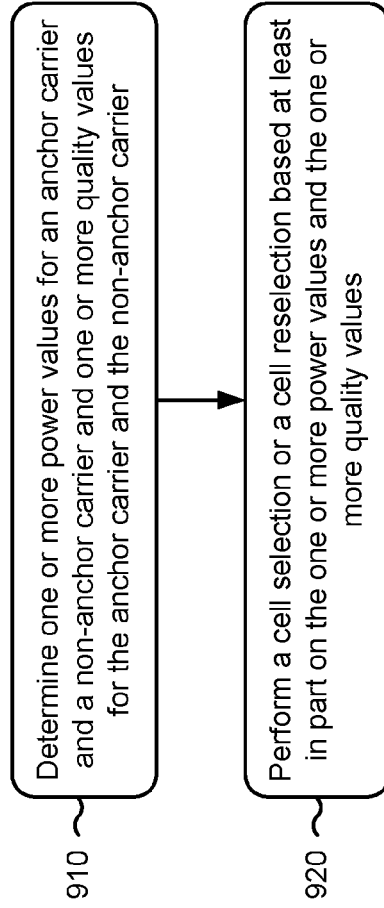 910
Determine one or more power values for an anchor carrier
and a non-anchor carrier and one or more quality values
for the anchor carrier and the non-anchor carrier
920
Perform a cell selection or a cell reselection based at least
in part on the one or more power values and the one or
more quality values